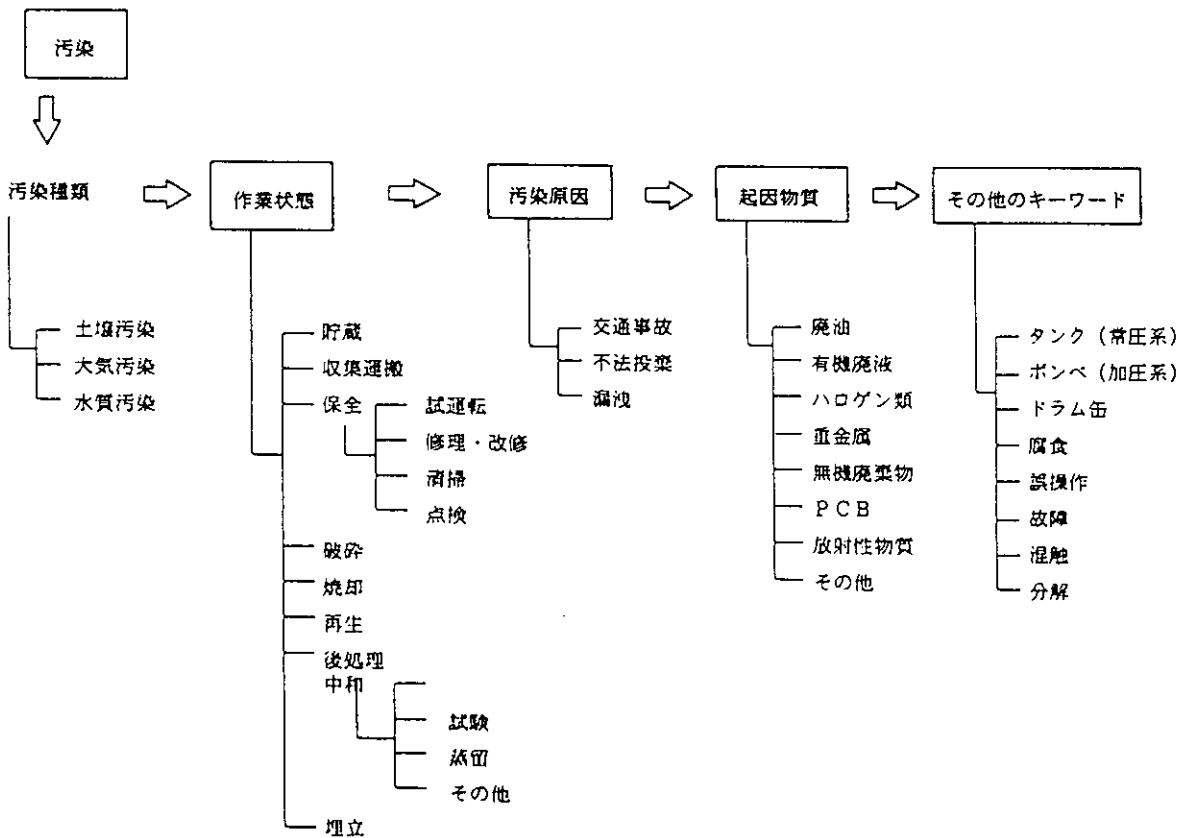 汚染
汚染種類
土壌汚染
大気汚染
水質汚染
作業状態
貯蔵
収集運搬
保全
試運転
修理・改修
清掃
点検
破砕
焼却
再生
後処理
中和
試験
蒸留
その他
埋立
汚染原因
交通事故
不法投棄
漏洩
起因物質
廃油
有機廃液
ハロゲン類
重金属
無機廃棄物
PCB
放射性物質
その他
その他のキーワード
タンク(常圧系)
ボンベ(加圧系)
ドラム缶
腐食
誤操作
故障
混触
分解